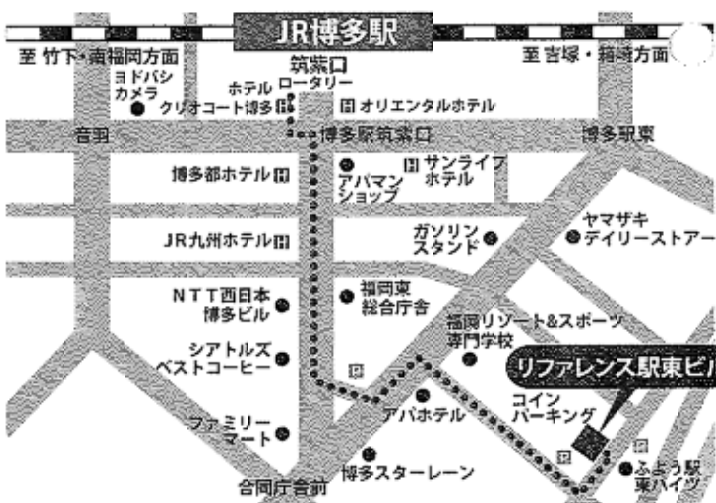 JR博多駅
至 竹下・南福岡方面
至 吉塚・箱崎方面
筑紫口
ロータリー
ヨドバシ
カメラ
ホテル
クリオコート博多 H
H オリエンタルホテル
音羽
博多駅筑紫口
博多駅東
博多都ホテル H
アパマン
ショップ
H サンライフ
ホテル
JR九州ホテル H
ガソリン
スタンド
ヤマザキ
デイリーストアー
NTT西日本
博多ビル
福岡東
総合庁舎
福岡リゾート&スポーツ
専門学校
シアトルズ
ベストコーヒー
P
リファレンス駅東ビル
アパホテル
コイン
パーキング
ファミリー
マート
P
P
合同庁舎前
博多スターレーン
ふよう駅
東ハイツ